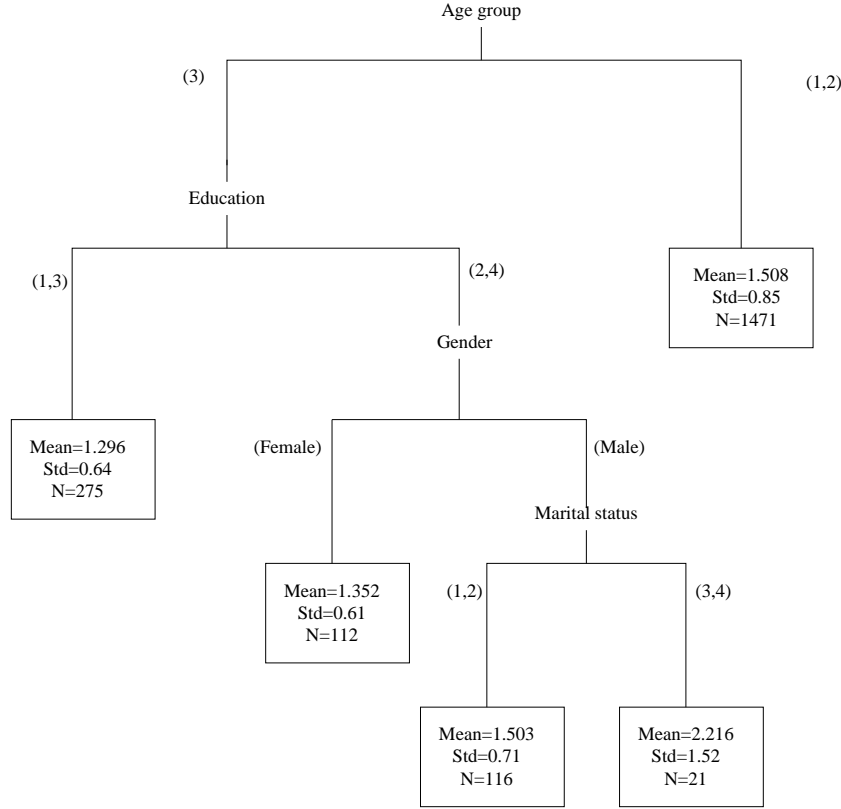 Age group
(3)
(1,2)
Education
(1,3)
(2,4)
Mean=1.508
Std=0.85
N=1471
Gender
Mean=1.296
Std=0.64
N=275
(Female)
(Male)
Marital status
Mean=1.352
Std=0.61
N=112
(1,2)
(3,4)
Mean=1.503
Std=0.71
N=116
Mean=2.216
Std=1.52
N=21